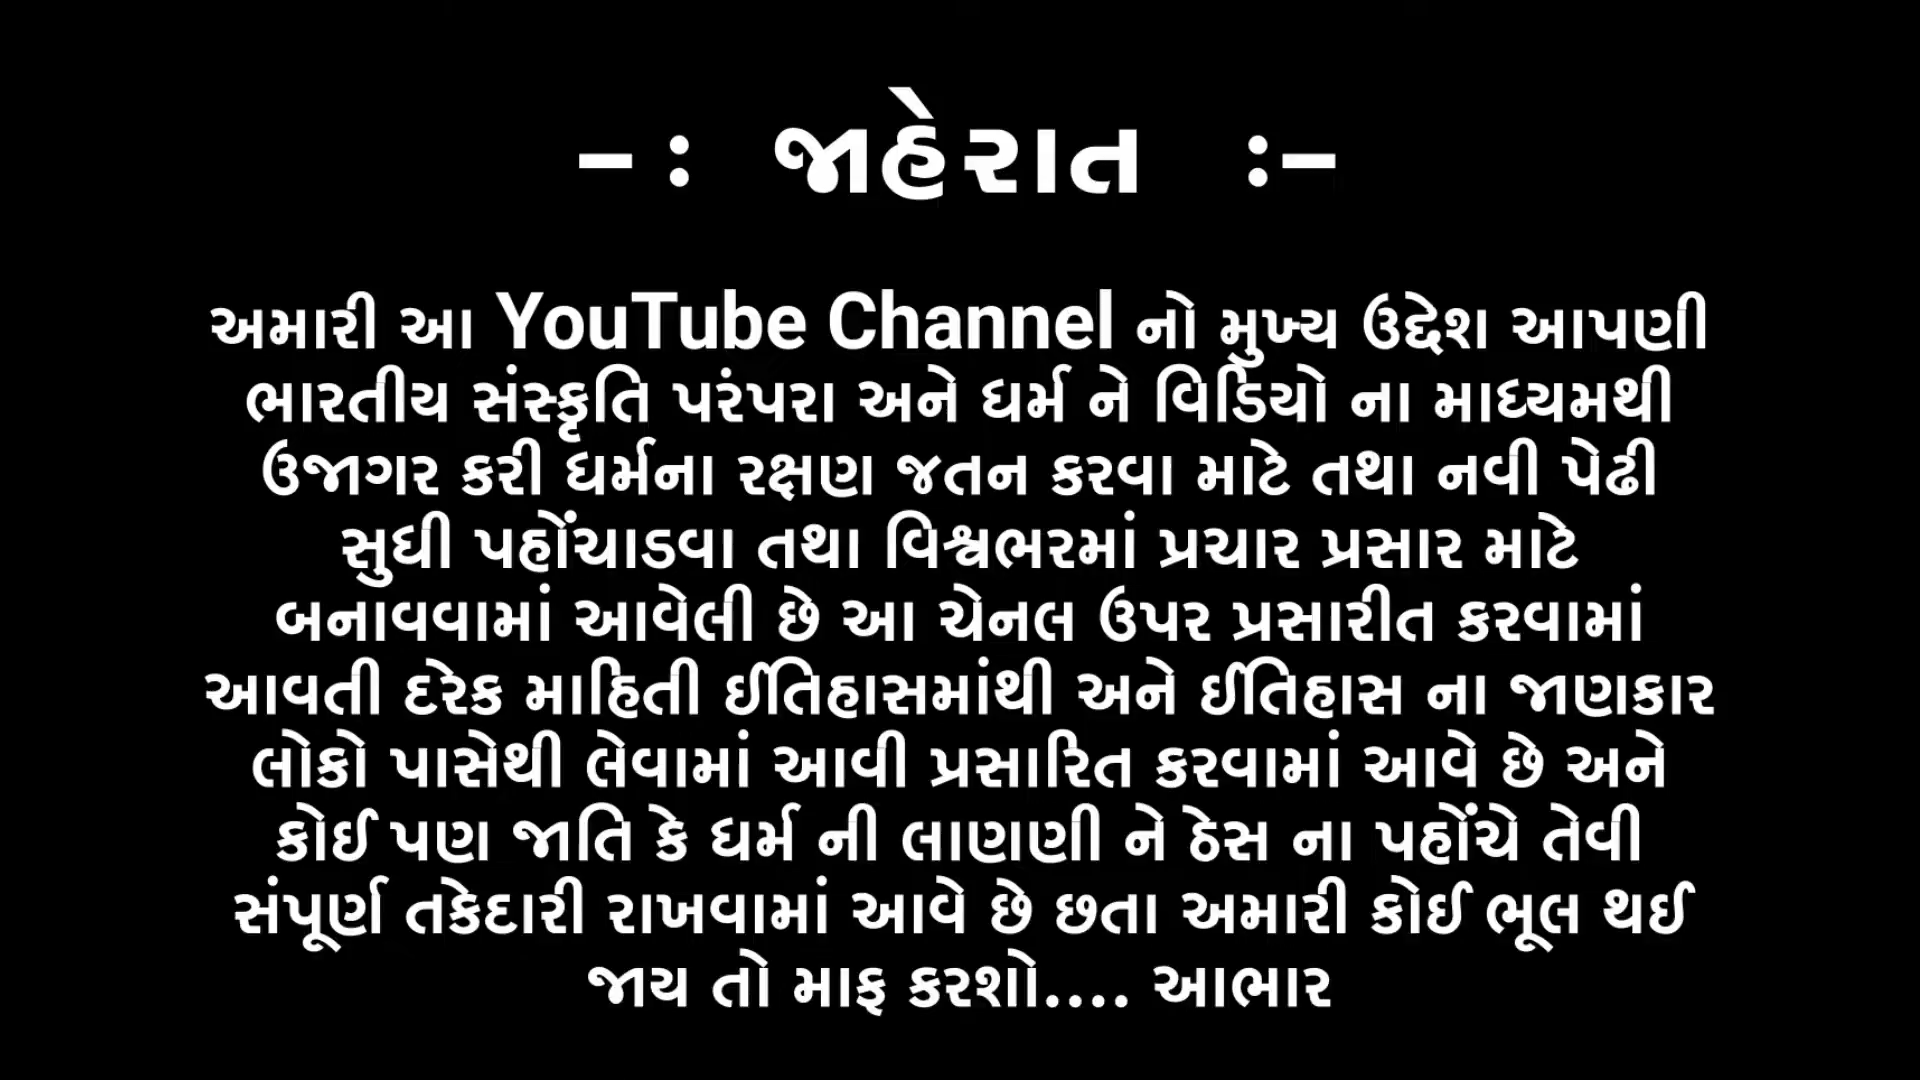 -: જાહેરાત :-
અમારી આ YouTube Channel નો મુખ્ય ઉદ્દેશ આપણી
ભારતીય સંસ્કૃતિ પરંપરા અને ધર્મ ને વિડિયો ના માધ્યમથી
ઉજાગર કરી ધર્મના રક્ષણ જતન કરવા માટે તથા નવી પેઢી
સુધી પહોંચાડવા તથા વિશ્વભરમાં પ્રચાર પ્રસાર માટે
બનાવવામાં આવેલી છે આ ચેનલ ઉપર પ્રસારીત કરવામાં
આવતી દરેક માહિતી ઈતિહાસમાંથી અને ઈતિહાસ ના જાણકાર
લોકો પાસેથી લેવામાં આવી પ્રસારિત કરવામાં આવે છે અને
કોઈ પણ જાતિ કે ધર્મ ની લાણણી ને ઠેસ ના પહોંચે તેવી
સંપૂર્ણ તકેદારી રાખવામાં આવે છે છતા અમારી કોઈ ભૂલ થઈ
જાય તો માફ કરશો.... આભાર